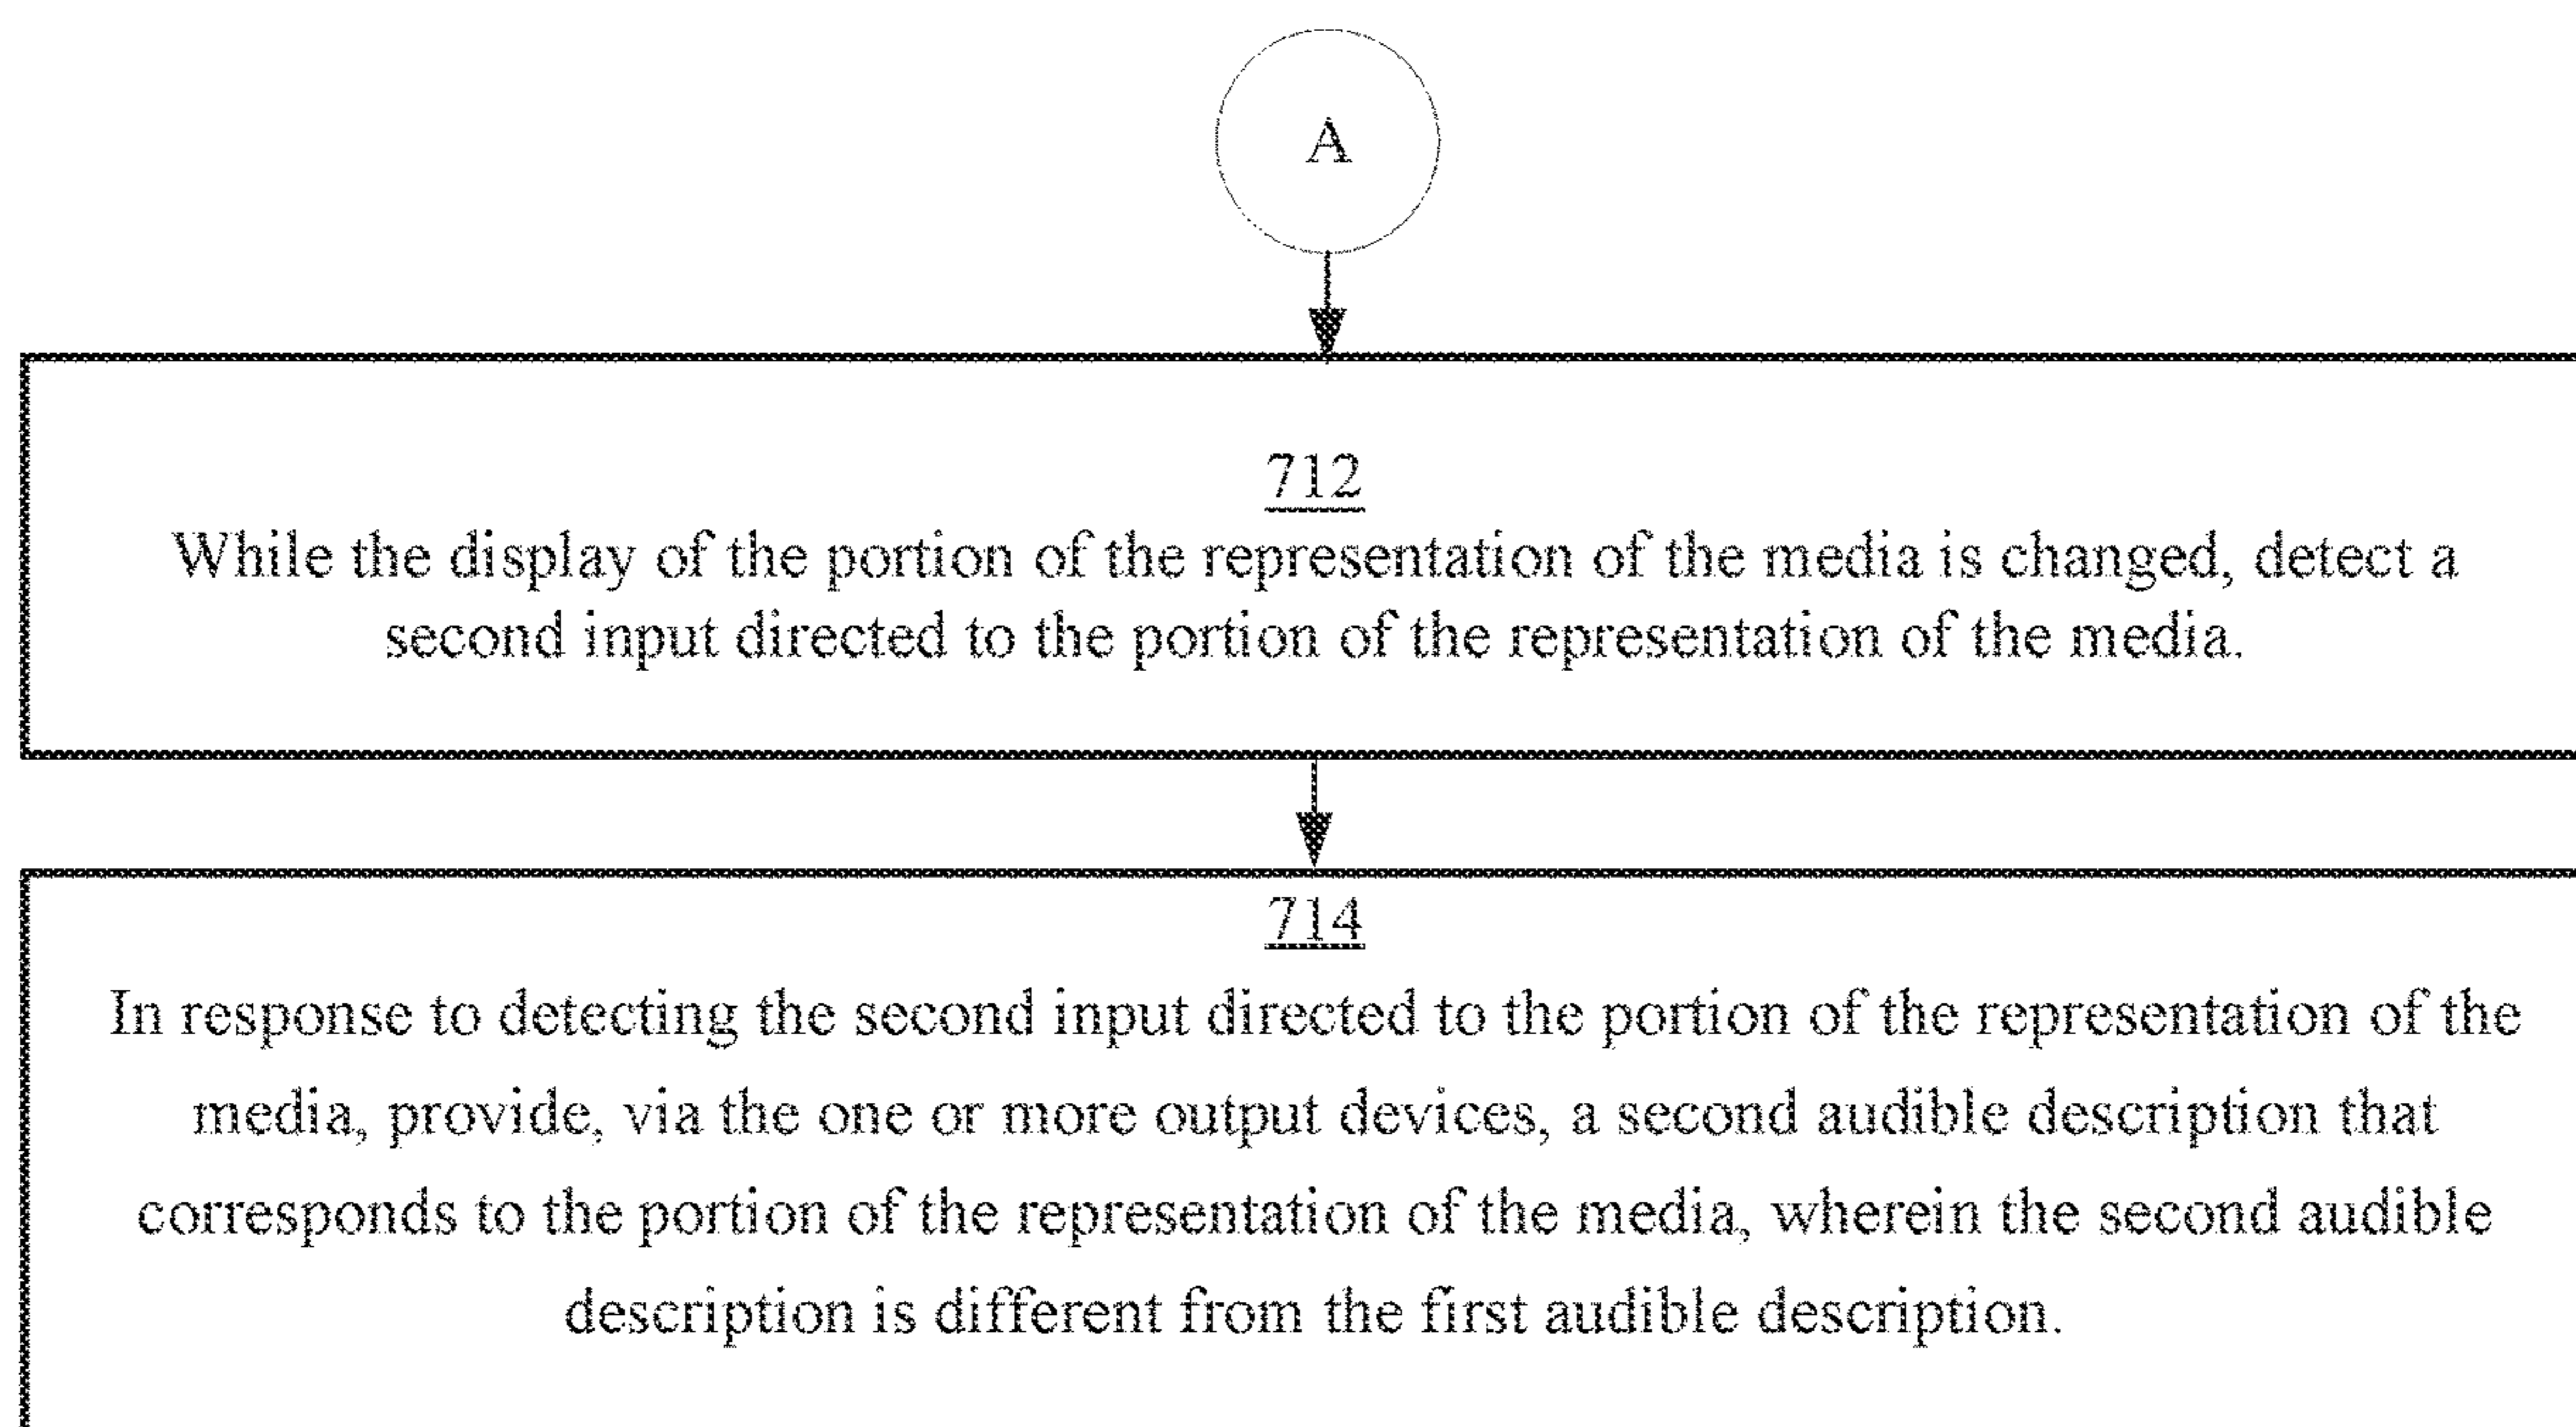 A
712
While the display of the portion of the representation of the media is changed, detect a
second input directed to the portion of the representation of the media.
714
In response to detecting the second input directed to the portion of the representation of the
media, provide, via the one or more output devices, a second audible description that
corresponds to the portion of the representation of the media, wherein the second audible
description is different from the first audible description.